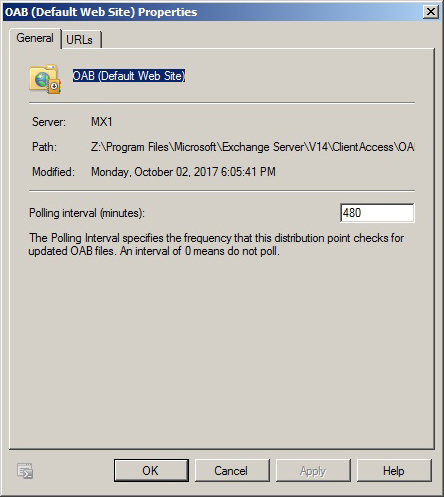 OAB (Default Web Site) Properties
General
URLs
OAB (Default Web Site)
Server: MX1
Path: Z:\Program Files\Microsoft\Exchange Server\V14\ClientAccess\OA
Modified: Monday, October 02, 2017 6:05:41 PM
Polling interval (minutes): 480
The Polling Interval specifies the frequency that this distribution point checks for
updated OAB files. An interval of 0 means do not poll.
OK Cancel Apply Help